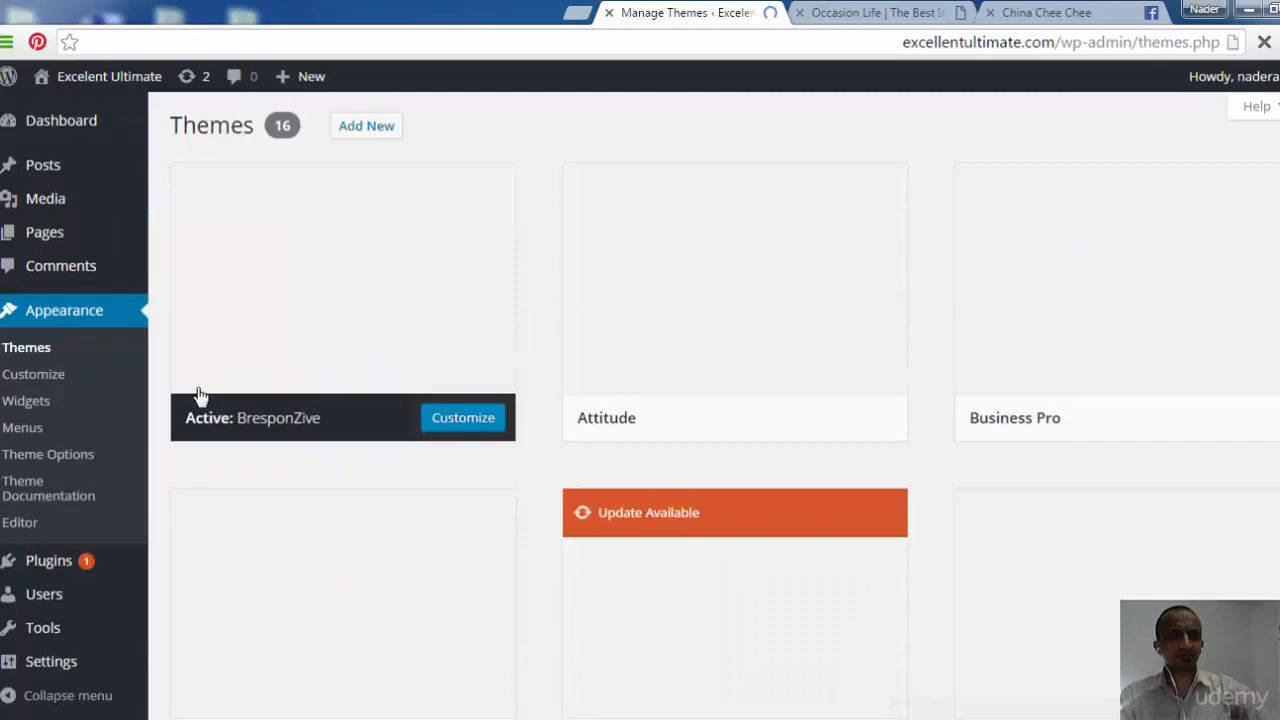 Manage Themes ‹ Excelen
Occasion Life | The Best I
China Chee Chee
Nader
excellentultimate.com/wp-admin/themes.php
Excelent Ultimate
2
0
New
Howdy, nadera
Dashboard
Posts
Media
Pages
Comments
Appearance
Themes
Customize
Widgets
Menus
Theme Options
Theme
Documentation
Editor
Plugins 1
Users
Tools
Settings
Collapse menu
Themes 16
Add New
Help
Active: BresponZive
Customize
Attitude
Business Pro
Update Available
udemy